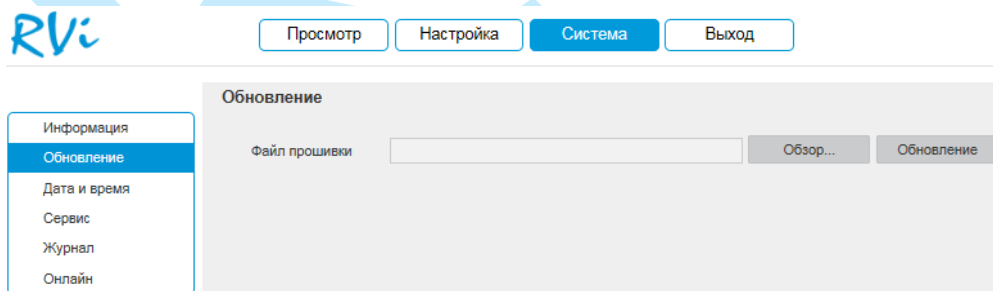 RVi
Просмотр Настройка Система Выход
Обновление
Информация
Обновление
Дата и время
Сервис
Журнал
Онлайн
Файл прошивки Обзор... Обновление